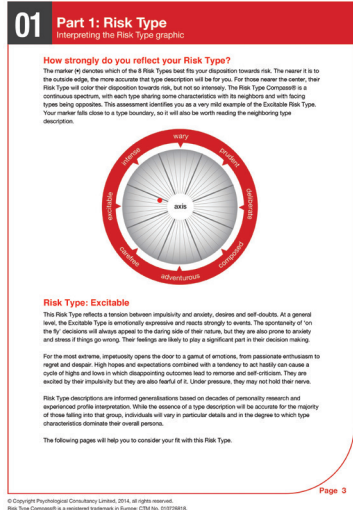 01
Part 1: Risk Type
Interpreting the Risk Type graphic
How strongly do you reflect your Risk Type?
The marker (•) denotes which of the 8 Risk Types best fits your disposition towards risk. The nearer it is to
the outside edge, the more accurate that type description will be for you. For those nearer the center, their
Risk Type will color their disposition towards risk, but not so intensely. The Risk Type Compass® is a
continuous spectrum, with each type sharing some characteristics with its neighbors and with facing
types being opposites. This assessment identifies you as a very mild example of the Excitable Risk Type.
Your marker falls close to a type boundary, so it will also be worth reading the neighboring type
description.
wary
intense
prudent
excitable
axis
deliberate
carefree
composed
adventurous
Risk Type: Excitable
This Risk Type reflects a tension between impulsivity and anxiety, desires and self-doubts. At a general
level, the Excitable Type is emotionally expressive and reacts strongly to events. The spontaneity of 'on
the fly' decisions will always appeal to the daring side of their nature, but they are also prone to anxiety
and stress if things go wrong. Their feelings are likely to play a significant part in their decision making.
For the most extreme, impetuosity opens the door to a gamut of emotions, from passionate enthusiasm to
regret and despair. High hopes and expectations combined with a tendency to act hastily can cause a
cycle of highs and lows in which disappointing outcomes lead to remorse and self-criticism. They are
excited by their impulsivity but they are also fearful of it. Under pressure, they may not hold their nerve.
Risk Type descriptions are informed generalisations based on decades of personality research and
experienced profile interpretation. While the essence of a type description will be accurate for the majority
of those falling into that group, individuals will vary in particular details and in the degree to which type
characteristics dominate their overall persona.
The following pages will help you to consider your fit with this Risk Type.
Page 3
© Copyright Psychological Consultancy Limited, 2014, all rights reserved.
Risk Type Compass® is a registered trademark in Europe: CTM No. 010726818.